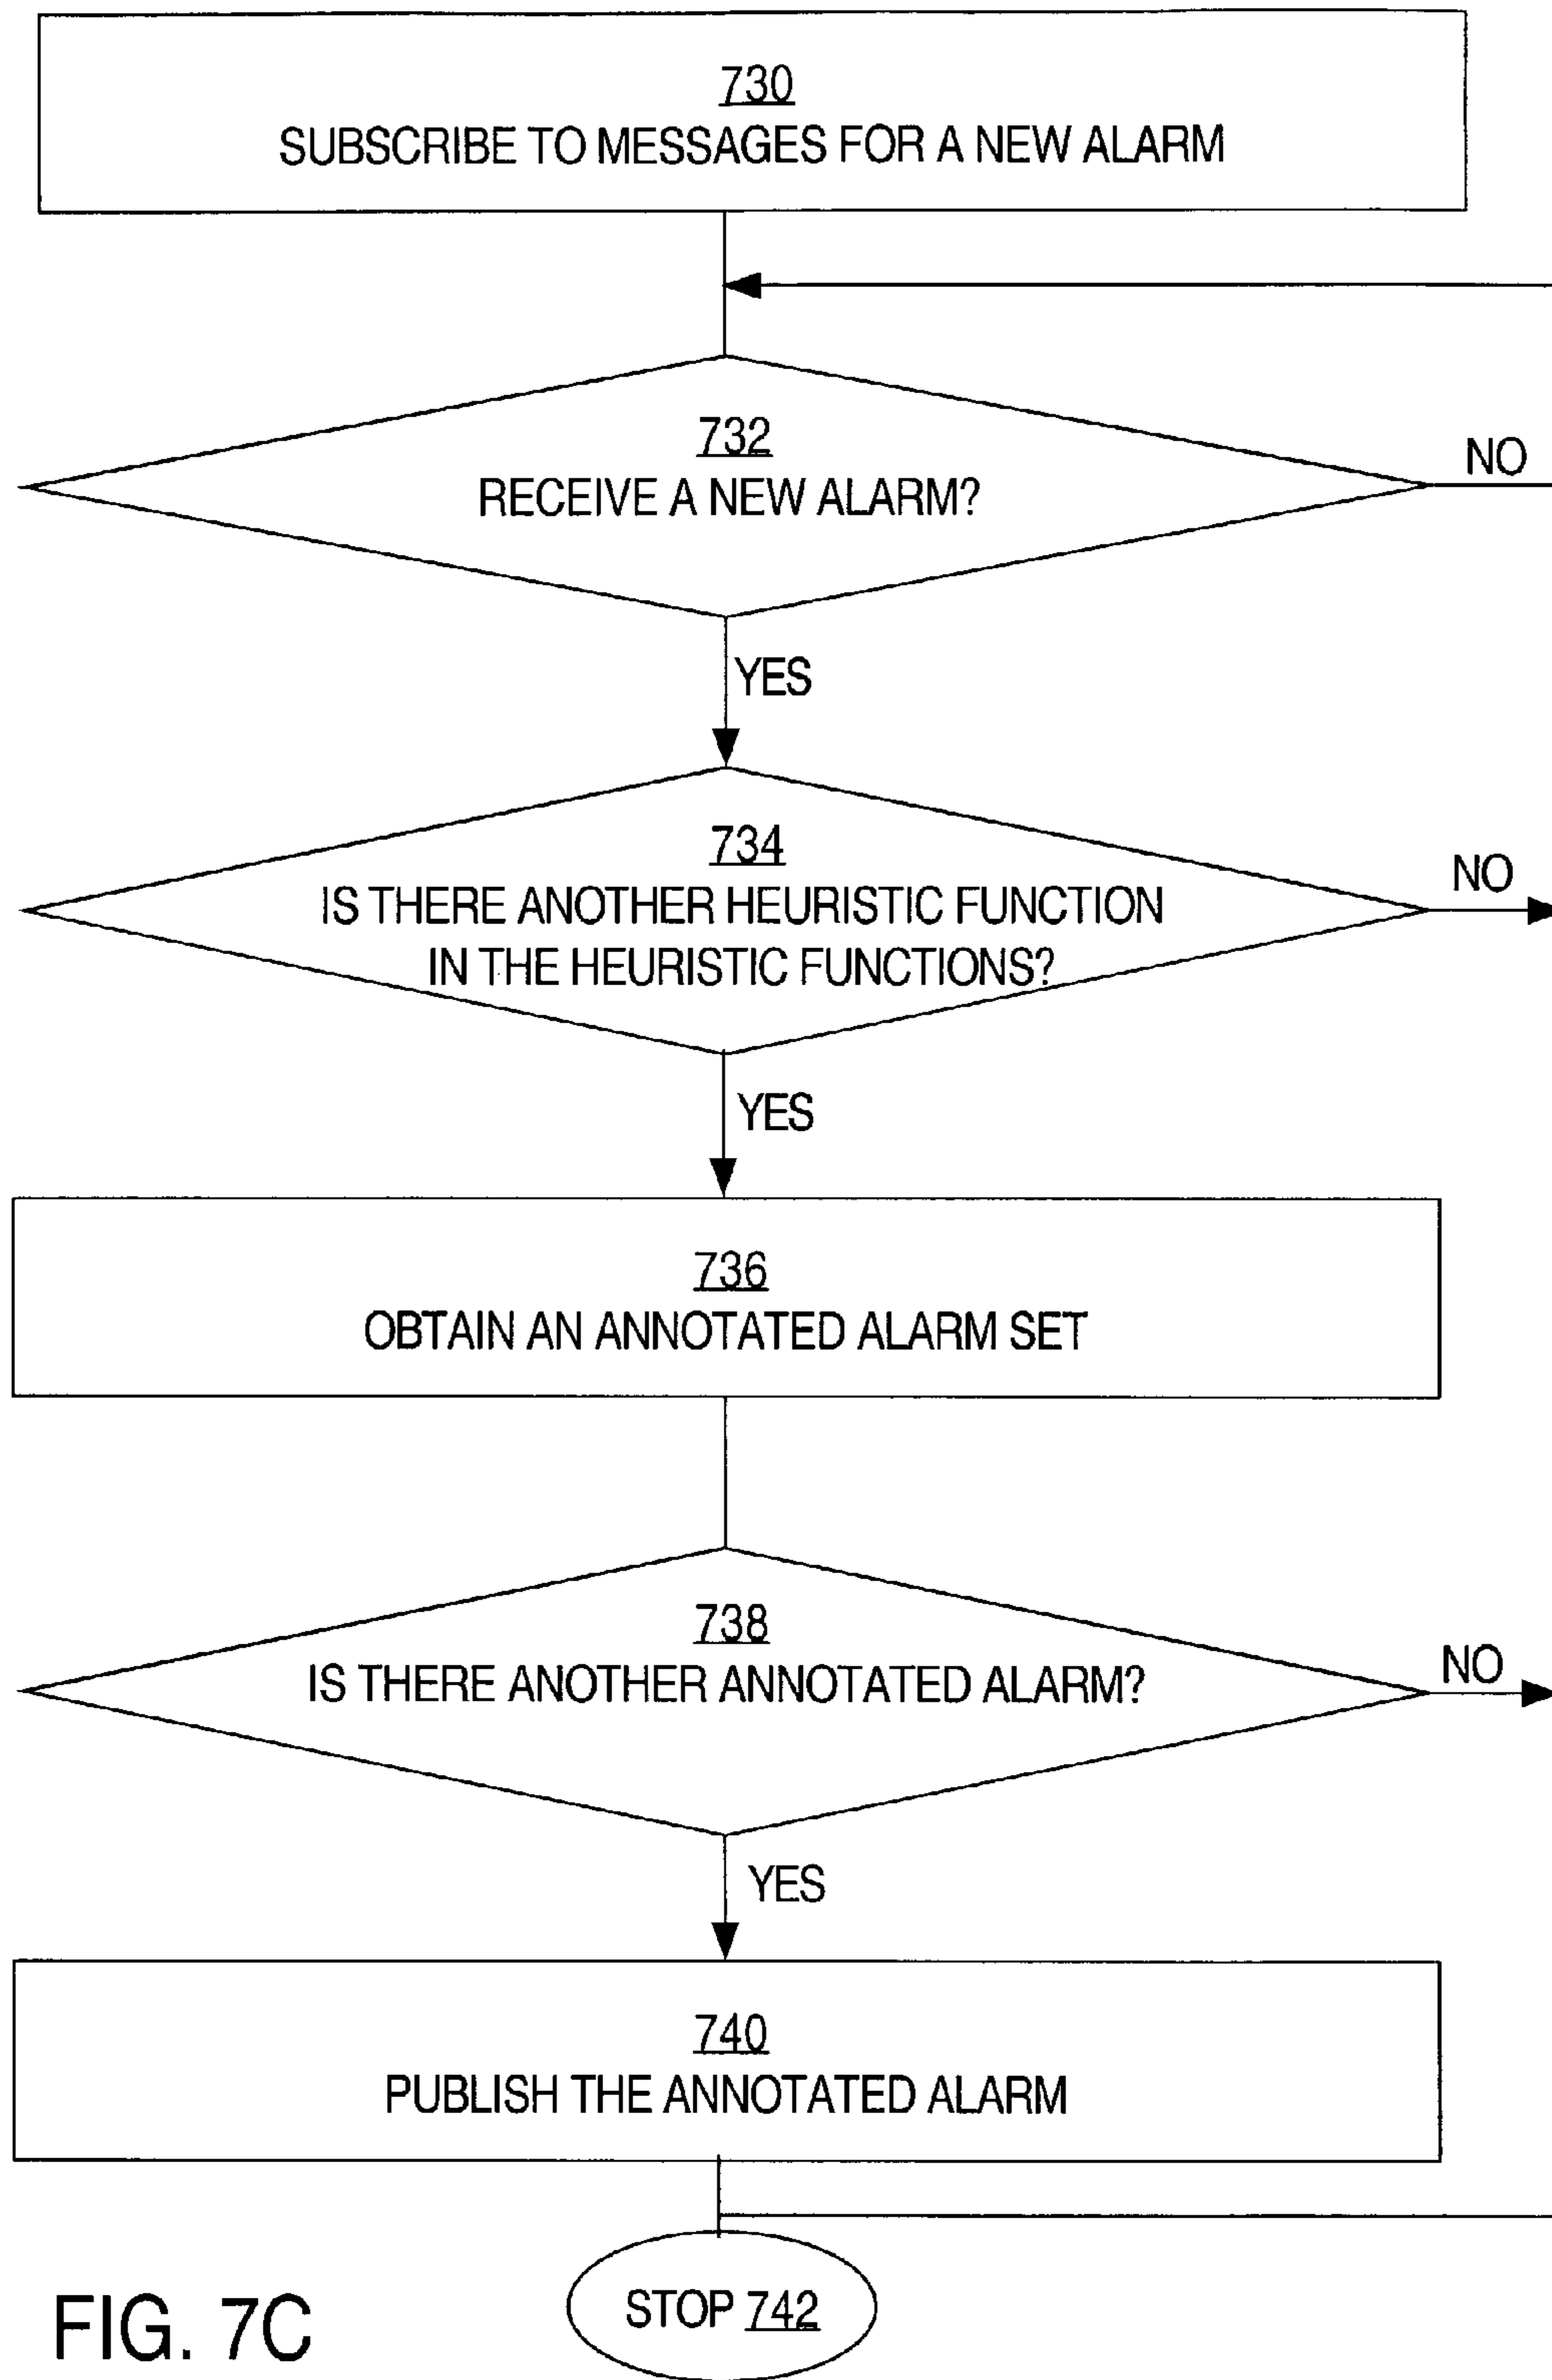 730
SUBSCRIBE TO MESSAGES FOR A NEW ALARM
732
RECEIVE A NEW ALARM?
NO
YES
734
IS THERE ANOTHER HEURISTIC FUNCTION
IN THE HEURISTIC FUNCTIONS?
NO
YES
736
OBTAIN AN ANNOTATED ALARM SET
738
IS THERE ANOTHER ANNOTATED ALARM?
NO
YES
740
PUBLISH THE ANNOTATED ALARM
STOP 742
FIG. 7C